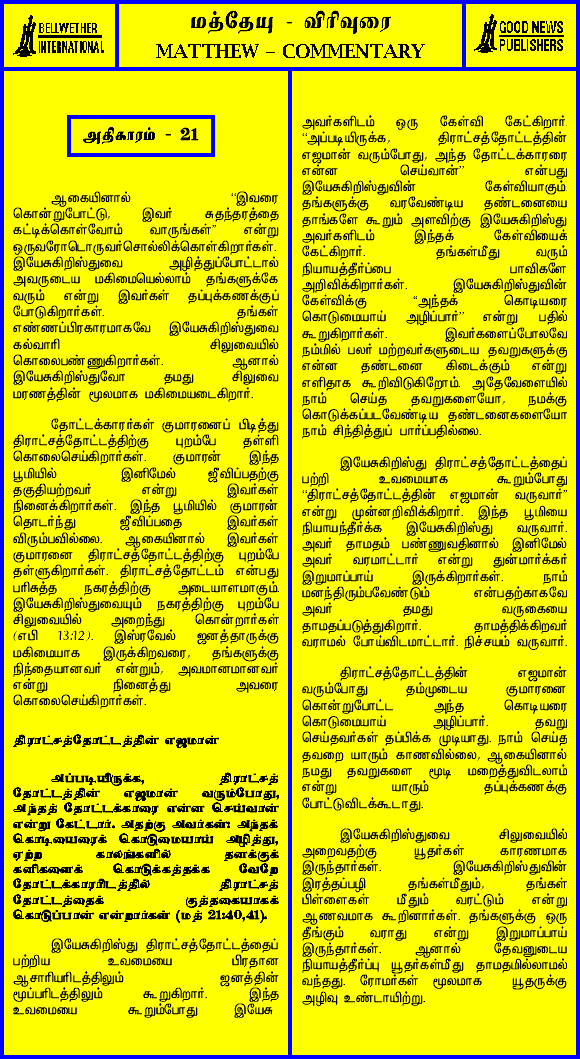 BELLWETHER
INTERNATIONAL
மத்தேயு - விரிவுரை
MATTHEW – COMMENTARY
GOOD NEWS
PUBLISHERS
அதிகாரம் - 21
ஆகையினால் “இவரை
கொன்றுபோட்டு, இவர் சுதந்தரத்தை
கட்டிக்கொள்வோம் வாருங்கள்” என்று
ஒருவரோடொருவர்சொல்லிக்கொள்கிறார்கள்.
இயேசுகிறிஸ்துவை அழித்துப்போட்டால்
அவருடைய மகிமையெல்லாம் தங்களுக்கே
வரும் என்று இவர்கள் தப்புக்கணக்குப்
போடுகிறார்கள். தங்கள்
எண்ணப்பிரகாரமாகவே இயேசுகிறிஸ்துவை
கல்வாரி சிலுவையில்
கொலைபண்ணுகிறார்கள். ஆனால்
இயேசுகிறிஸ்துவோ தமது சிலுவை
மரணத்தின் மூலமாக மகிமையடைகிறார்.
தோட்டக்காரர்கள் குமாரனைப் பிடித்து
திராட்சத்தோட்டத்திற்கு புறம்பே தள்ளி
கொலைசெய்கிறார்கள். குமாரன் இந்த
பூமியில் இனிமேல் ஜீவிப்பதற்கு
தகுதியற்றவர் என்று இவர்கள்
நினைக்கிறார்கள். இந்த பூமியில் குமாரன்
தொடர்ந்து ஜீவிப்பதை இவர்கள்
விரும்பவில்லை. ஆகையினால் இவர்கள்
குமாரனை திராட்சத்தோட்டத்திற்கு புறம்பே
தள்ளுகிறார்கள். திராட்சத்தோட்டம் என்பது
பரிசுத்த நகரத்திற்கு அடையாளமாகும்.
இயேசுகிறிஸ்துவையும் நகரத்திற்கு புறம்பே
சிலுவையில் அறைந்து கொன்றார்கள்
(எபி 13:12). இஸ்ரவேல் ஜனத்தாருக்கு
மகிமையாக இருக்கிறவரை, தங்களுக்கு
நிந்தையானவர் என்றும், அவமானமானவர்
என்று நினைத்து அவரை
கொலைசெய்கிறார்கள்.
திராட்சத்தோட்டத்தின் எஜமான்
அப்படியிருக்க, திராட்சத்
தோட்டத்தின் எஜமான் வரும்போது,
அந்தத் தோட்டக்காரரை என்ன செய்வான்
என்று கேட்டார். அதற்கு அவர்கள்: அந்தக்
கொடியவரைக் கொடுமையாய் அழித்து,
ஏற்ற காலங்களில் தனக்குக்
கனிகளைக் கொடுக்கத்தக்க வேறே
தோட்டக்காரரிடத்தில் திராட்சத்
தோட்டத்தைக் குத்தகையாகக்
கொடுப்பான் என்றார்கள் (மத் 21:40,41).
இயேசுகிறிஸ்து திராட்சத்தோட்டத்தைப்
பற்றிய உவமையை பிரதான
ஆசாரியரிடத்திலும் ஜனத்தின்
மூப்பரிடத்திலும் கூறுகிறார். இந்த
உவமையை கூறும்போது இயேசு
அவர்களிடம் ஒரு கேள்வி கேட்கிறார்.
“அப்படியிருக்க, திராட்சத்தோட்டத்தின்
எஜமான் வரும்போது, அந்த தோட்டக்காரரை
என்ன செய்வான்” என்பது
இயேசுகிறிஸ்துவின் கேள்வியாகும்.
தங்களுக்கு வரவேண்டிய தண்டனையை
தாங்களே கூறும் அளவிற்கு இயேசுகிறிஸ்து
அவர்களிடம் இந்தக் கேள்வியைக்
கேட்கிறார். தங்கள்மீது வரும்
நியாயத்தீர்ப்பை பாவிகளே
அறிவிக்கிறார்கள். இயேசுகிறிஸ்துவின்
கேள்விக்கு “அந்தக் கொடியரை
கொடுமையாய் அழிப்பார்” என்று பதில்
கூறுகிறார்கள். இவர்களைப்போலவே
நம்மில் பலர் மற்றவர்களுடைய தவறுகளுக்கு
என்ன தண்டனை கிடைக்கும் என்று
எளிதாக கூறிவிடுகிறோம். அதேவேளையில்
நாம் செய்த தவறுகளையோ, நமக்கு
கொடுக்கப்படவேண்டிய தண்டனைகளையோ
நாம் சிந்தித்துப் பார்ப்பதில்லை.
இயேசுகிறிஸ்து திராட்சத்தோட்டத்தைப்
பற்றி உவமையாக கூறும்போது
“திராட்சத்தோட்டத்தின் எஜமான் வருவார்”
என்று முன்னறிவிக்கிறார். இந்த பூமியை
நியாயந்தீர்க்க இயேசுகிறிஸ்து வருவார்.
அவர் தாமதம் பண்ணுவதினால் இனிமேல்
அவர் வரமாட்டார் என்று துன்மார்க்கர்
இறுமாப்பாய் இருக்கிறார்கள். நாம்
மனந்திரும்பவேண்டும் என்பதற்காகவே
அவர் தமது வருகையை
தாமதப்படுத்துகிறார். தாமத்திக்கிறவர்
வராமல் போய்விடமாட்டார். நிச்சயம் வருவார்.
திராட்சத்தோட்டத்தின் எஜமான்
வரும்போது தம்முடைய குமாரனை
கொன்றுபோட்ட அந்த கொடியரை
கொடுமையாய் அழிப்பார். தவறு
செய்தவர்கள் தப்பிக்க முடியாது. நாம் செய்த
தவறை யாரும் காணவில்லை, ஆகையினால்
நமது தவறுகளை மூடி மறைத்துவிடலாம்
என்று யாரும் தப்புக்கணக்கு
போட்டுவிடக்கூடாது.
இயேசுகிறிஸ்துவை சிலுவையில்
அறைவதற்கு யூதர்கள் காரணமாக
இருந்தார்கள். இயேசுகிறிஸ்துவின்
இரத்தப்பழி தங்கள்மீதும், தங்கள்
பிள்ளைகள் மீதும் வரட்டும் என்று
ஆணவமாக கூறினார்கள். தங்களுக்கு ஒரு
தீங்கும் வராது என்று இறுமாப்பாய்
இருந்தார்கள். ஆனால் தேவனுடைய
நியாயத்தீர்ப்பு யூதர்கள்மீது தாமதமில்லாமல்
வந்தது. ரோமர்கள் மூலமாக யூதருக்கு
அழிவு உண்டாயிற்று.